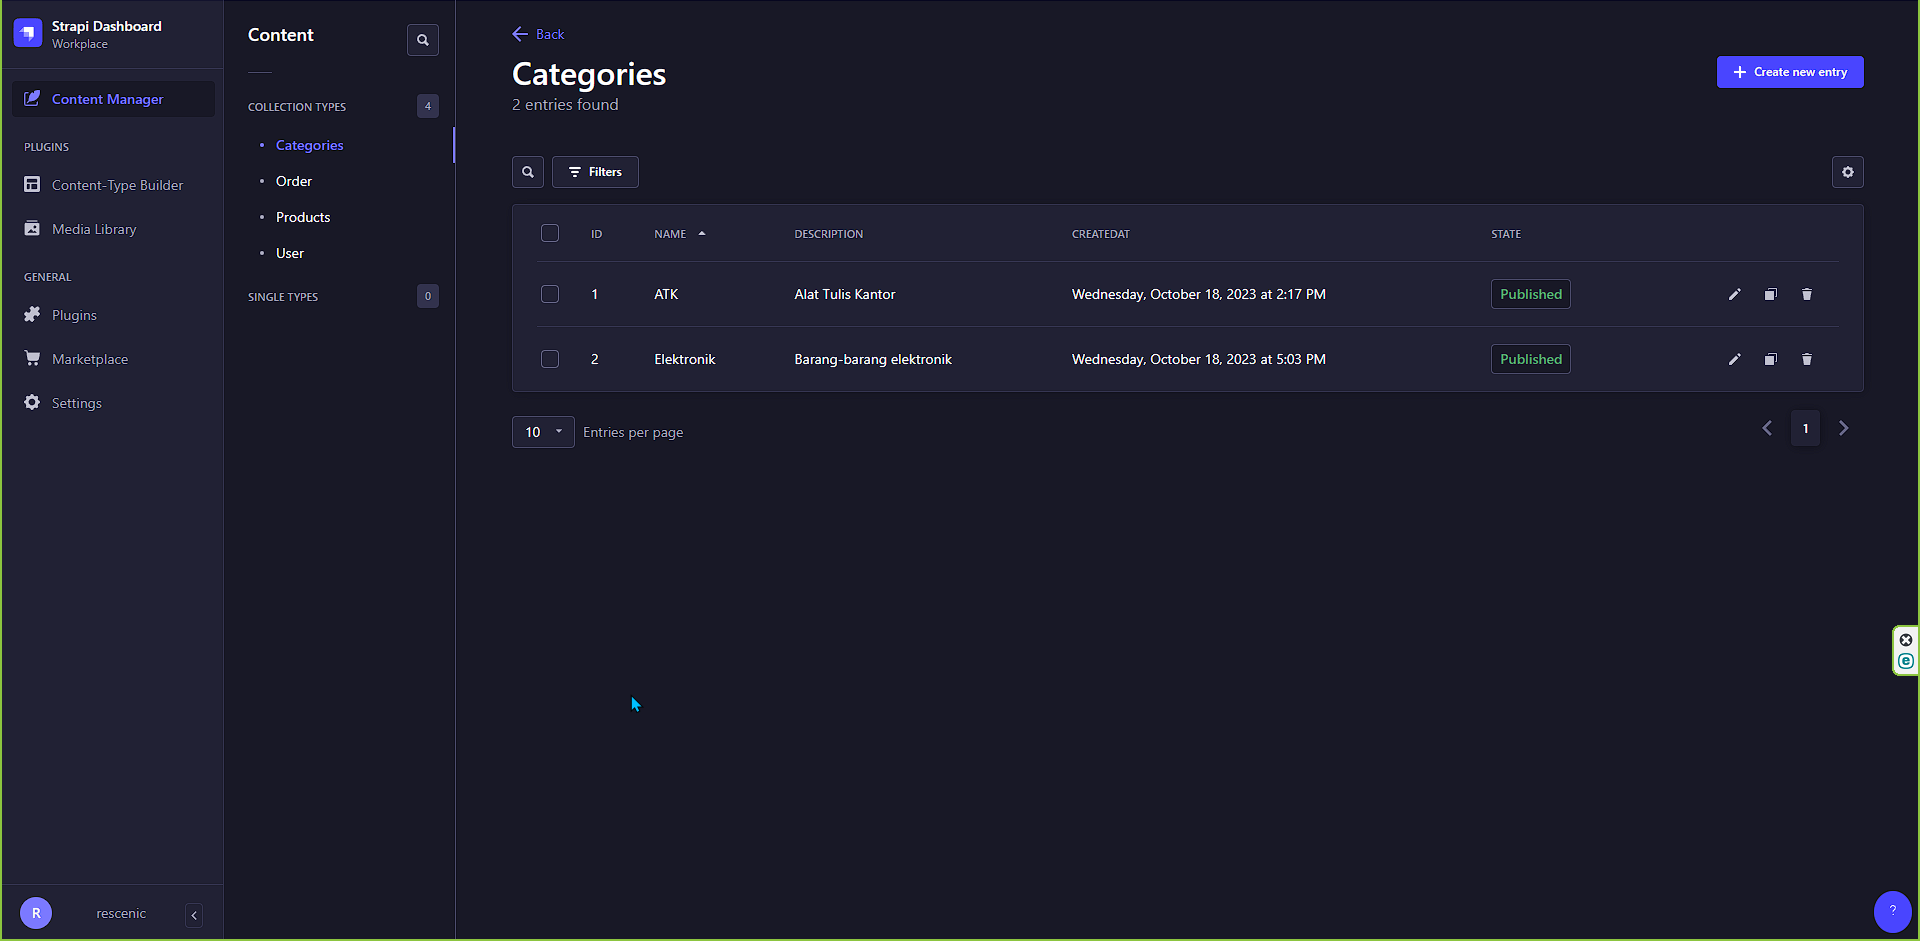 Strapi Dashboard
Workplace
Content Manager
PLUGINS
Content-Type Builder
Media Library
GENERAL
Plugins
Marketplace
Settings
R
rescenic
Content
COLLECTION TYPES 4
Categories
Order
Products
User
SINGLE TYPES 0
Back
Categories
2 entries found
Create new entry
Filters
ID NAME DESCRIPTION CREATEDAT STATE
1 ATK Alat Tulis Kantor Wednesday, October 18, 2023 at 2:17 PM Published
2 Elektronik Barang-barang elektronik Wednesday, October 18, 2023 at 5:03 PM Published
10 Entries per page
1
e
?